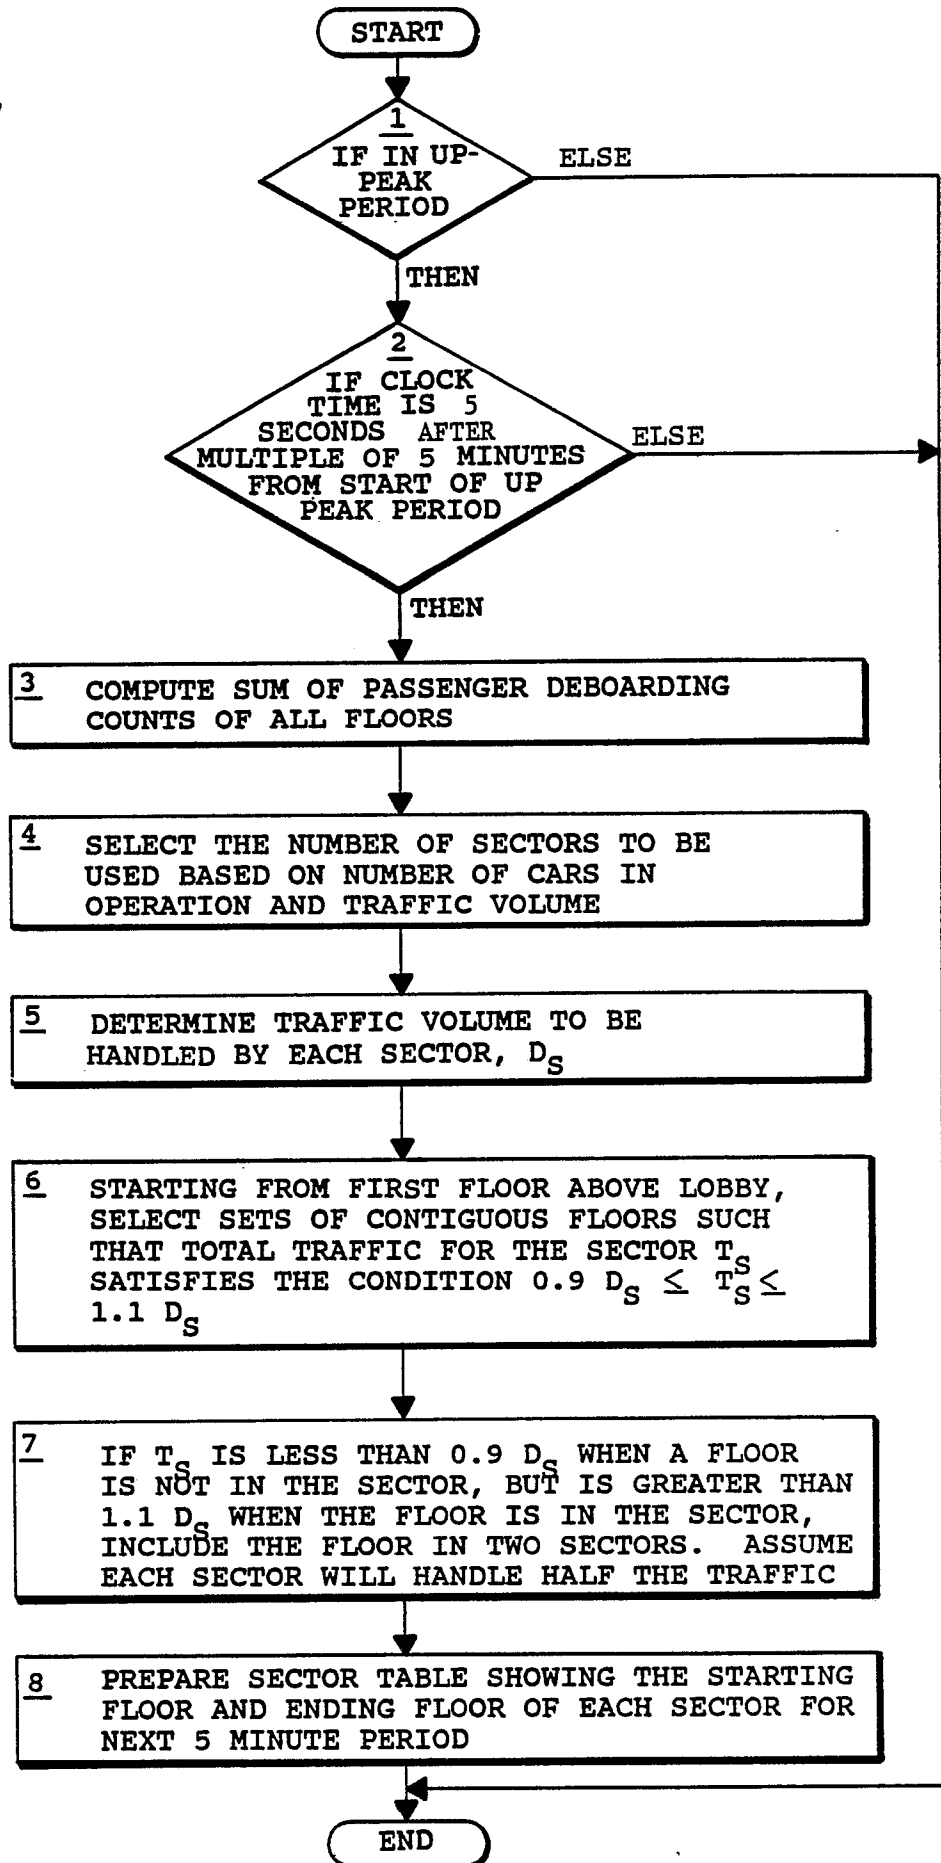 START
1
IF IN UP-
PEAK
PERIOD
ELSE
THEN
2
IF CLOCK
TIME IS 5
SECONDS AFTER
MULTIPLE OF 5 MINUTES
FROM START OF UP
PEAK PERIOD
ELSE
THEN
3 COMPUTE SUM OF PASSENGER DEBOARDING
COUNTS OF ALL FLOORS
4 SELECT THE NUMBER OF SECTORS TO BE
USED BASED ON NUMBER OF CARS IN
OPERATION AND TRAFFIC VOLUME
5 DETERMINE TRAFFIC VOLUME TO BE
HANDLED BY EACH SECTOR, DS
6 STARTING FROM FIRST FLOOR ABOVE LOBBY,
SELECT SETS OF CONTIGUOUS FLOORS SUCH
THAT TOTAL TRAFFIC FOR THE SECTOR TS
SATISFIES THE CONDITION 0.9 DS ≤ TS ≤
1.1 DS
7 IF TS IS LESS THAN 0.9 DS WHEN A FLOOR
IS NOT IN THE SECTOR, BUT IS GREATER THAN
1.1 DS WHEN THE FLOOR IS IN THE SECTOR,
INCLUDE THE FLOOR IN TWO SECTORS. ASSUME
EACH SECTOR WILL HANDLE HALF THE TRAFFIC
8 PREPARE SECTOR TABLE SHOWING THE STARTING
FLOOR AND ENDING FLOOR OF EACH SECTOR FOR
NEXT 5 MINUTE PERIOD
END